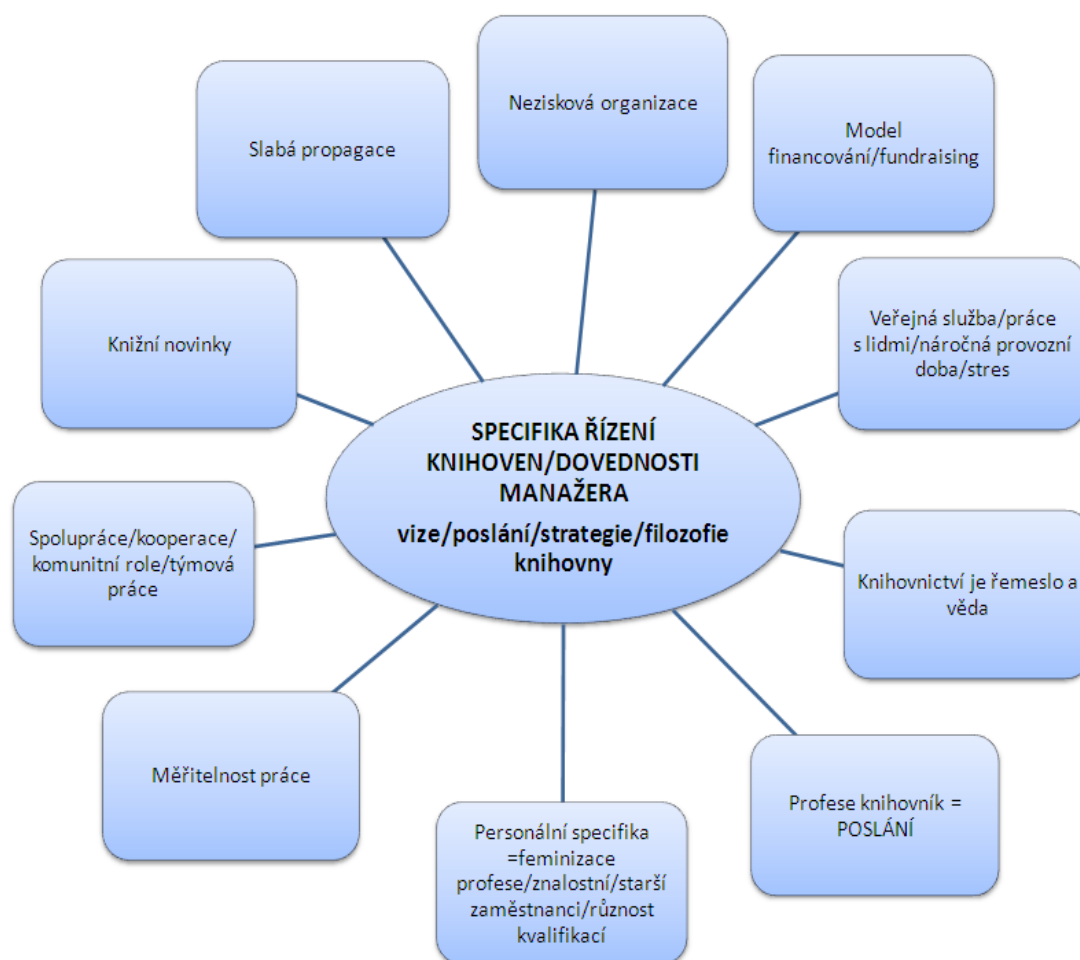 Nezisková organizace
Slabá propagace
Model
financování/fundraising
Knižní novinky
Veřejná služba/práce
s lidmi/náročná provozní
doba/stres
SPECIFIKA ŘÍZENÍ
KNIHOVEN/DOVEDNOSTI
MANAŽERA
vize/poslání/strategie/filozofie
knihovny
Spolupráce/kooperace/
komunitní role/týmová
práce
Knihovnictví je řemeslo a
věda
Měřitelnost práce
Profese knihovník =
POSLÁNÍ
Personální specifika
=feminizace
profese/znalostní/starší
zaměstnanci/různost
kvalifikací